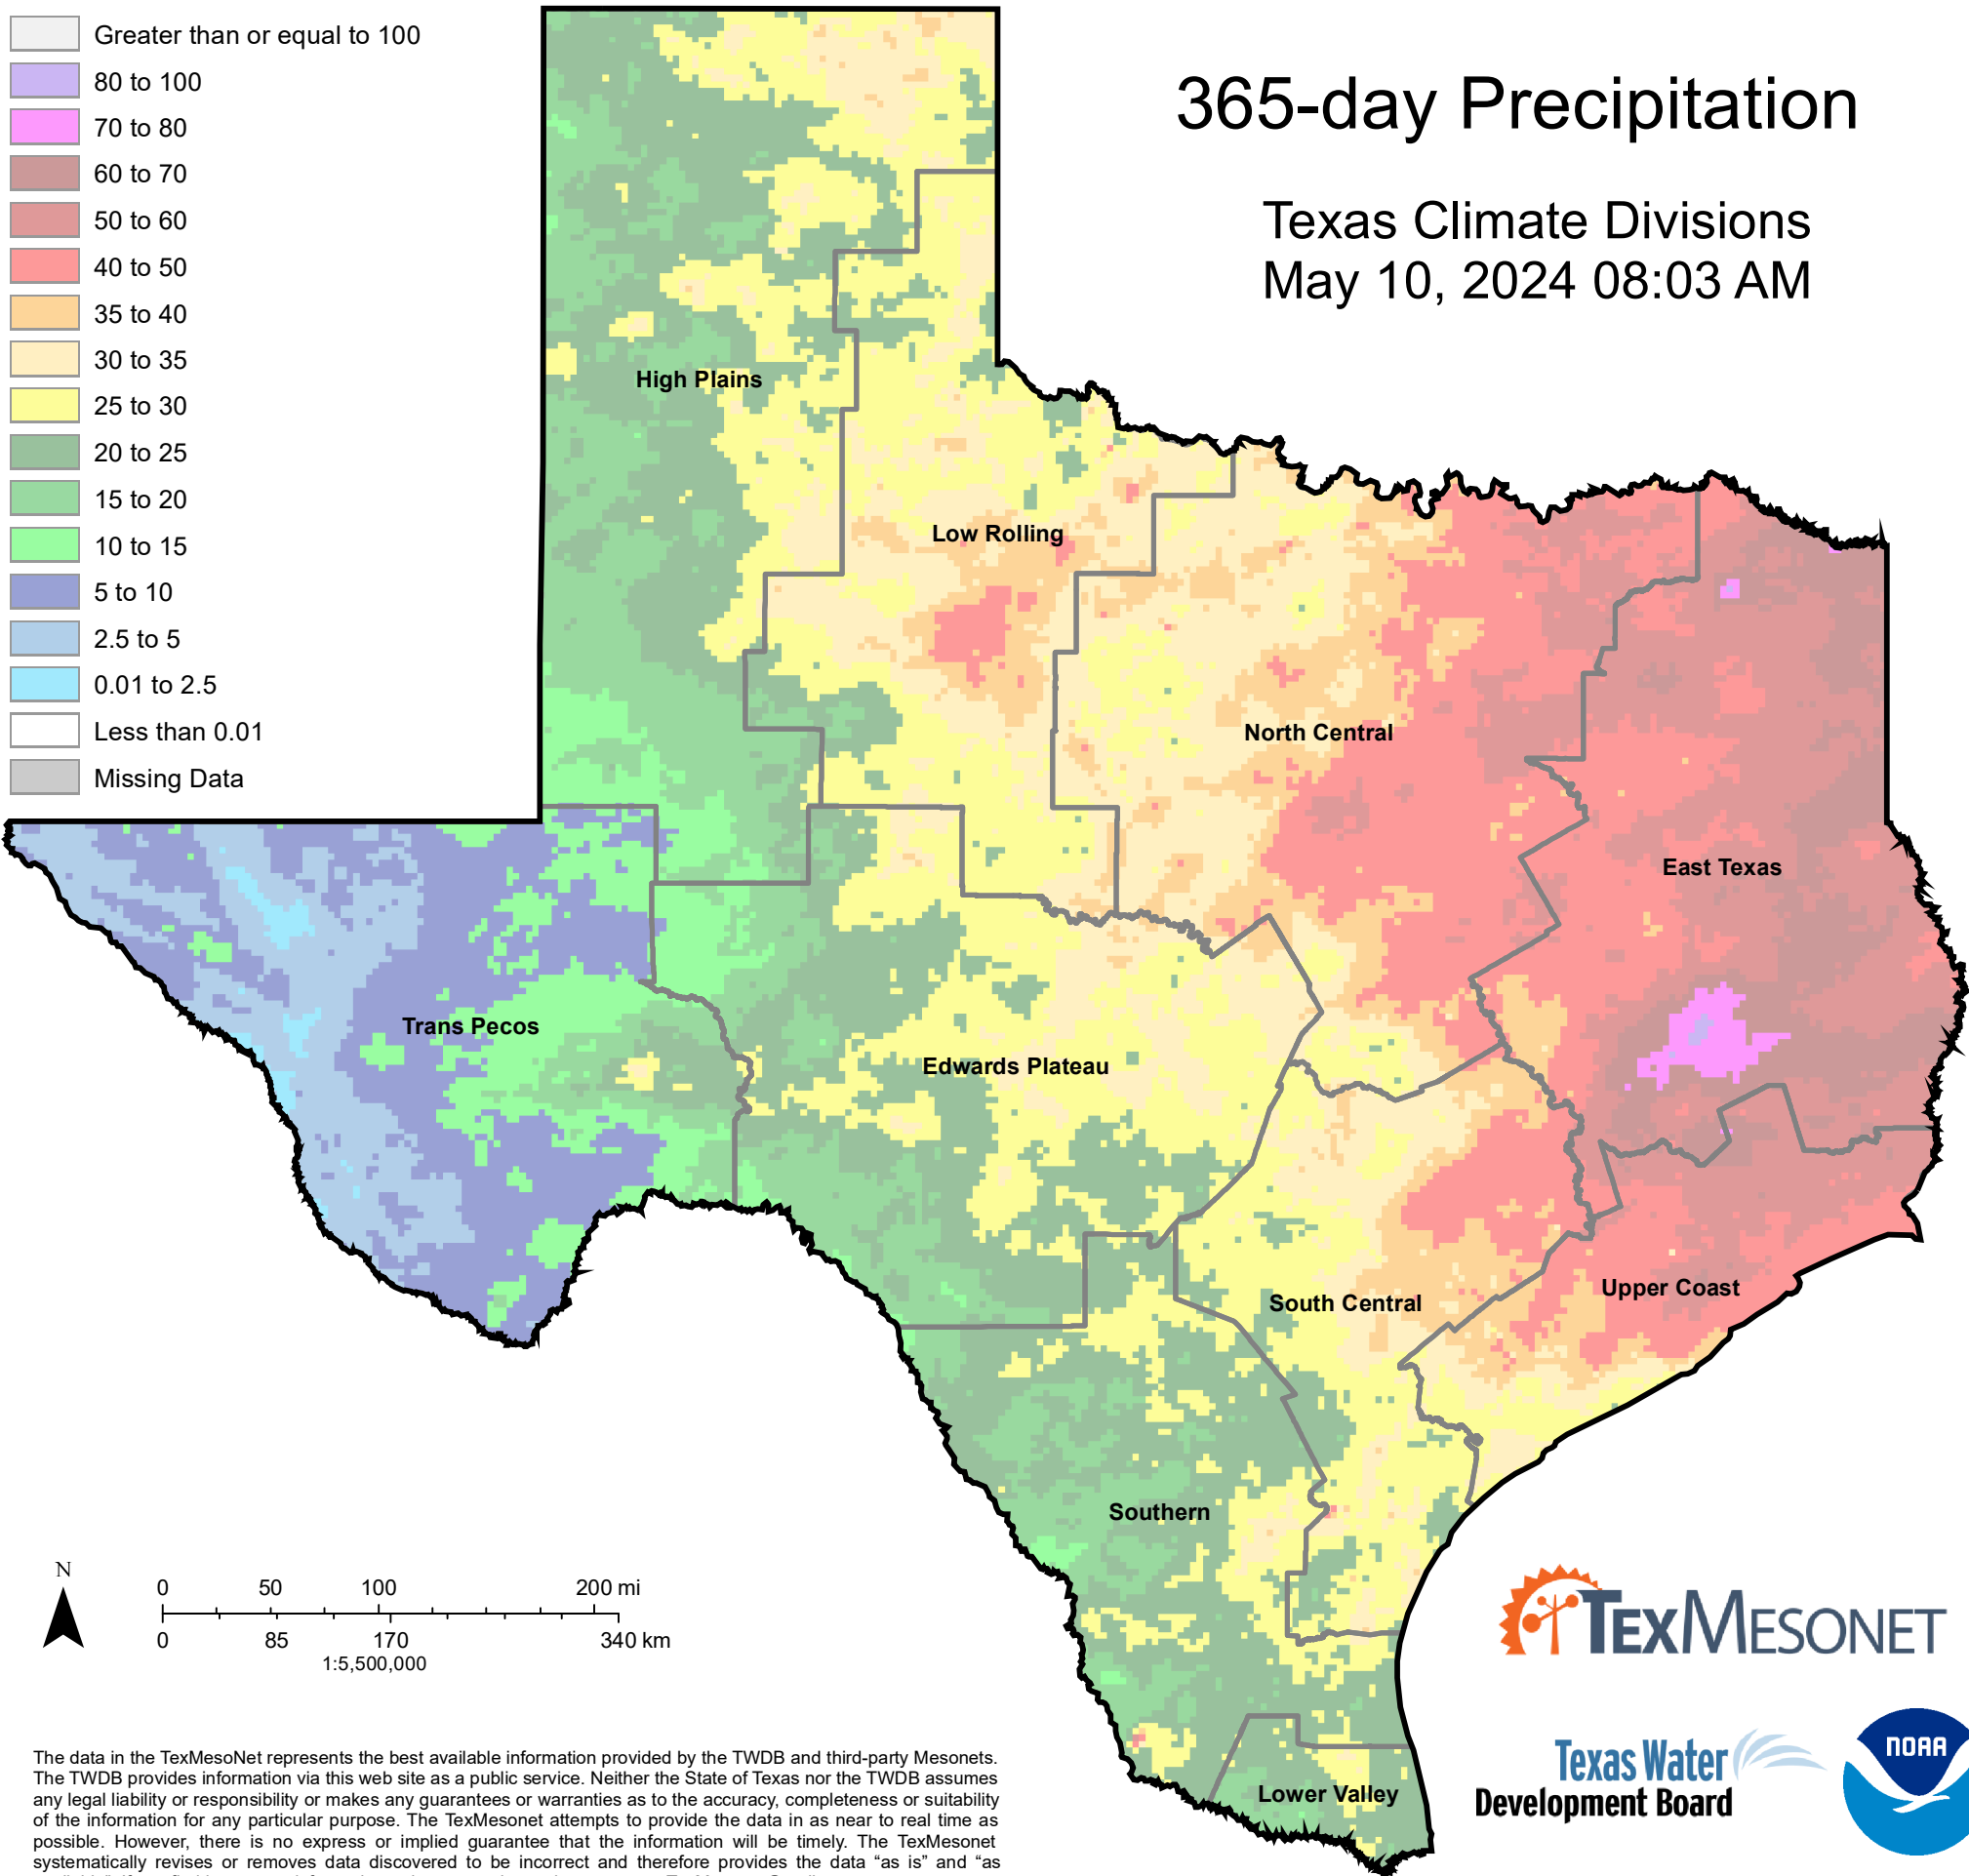 Greater than or equal to 100
80 to 100
70 to 80
60 to 70
50 to 60
40 to 50
35 to 40
30 to 35
25 to 30
20 to 25
15 to 20
10 to 15
5 to 10
2.5 to 5
0.01 to 2.5
Less than 0.01
Missing Data
365-day Precipitation
Texas Climate Divisions
May 10, 2024 08:03 AM
High Plains
Low Rolling
North Central
East Texas
Trans Pecos
Edwards Plateau
Upper Coast
South Central
Southern
Lower Valley
N
0 50 100 200 mi
0 85 170 340 km
1:5,500,000
TEXMESONET
Texas Water
Development Board
NOAA
The data in the TexMesoNet represents the best available information provided by the TWDB and third-party Mesonets.
The TWDB provides information via this web site as a public service. Neither the State of Texas nor the TWDB assumes
any legal liability or responsibility or makes any guarantees or warranties as to the accuracy, completeness or suitability
of the information for any particular purpose. The TexMesonet attempts to provide the data in as near to real time as
possible. However, there is no express or implied guarantee that the information will be timely. The TexMesonet
systematically revises or removes data discovered to be incorrect and therefore provides the data “as is” and “as